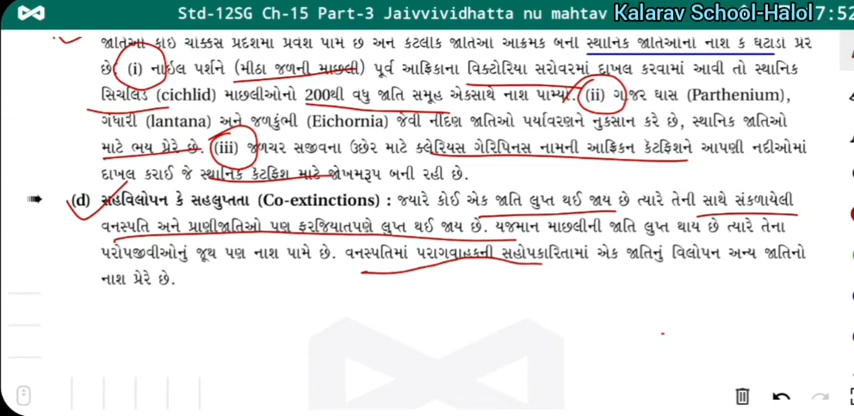 Std-12SG Ch-15 Part-3 Jaivvividhatta nu mahtav Kalarav School-Halol 7:52
જાતિઓ કોઈ ચોક્કસ પ્રદેશમાં પ્રવેશ પામે છે અને કેટલીક જાતિઓ આક્રમક બની સ્થાનિક જાતિઓનો નાશ કે ઘટાડો પ્રેરે
છે. (i) નાઇલ પર્શને (મીઠા જળની માછલી) પૂર્વ આફ્રિકાના વિક્ટોરિયા સરોવરમાં દાખલ કરવામાં આવી તો સ્થાનિક
સિચલિડ (cichlid) માછલીઓનો 200થી વધુ જાતિ સમૂહ એકસાથે નાશ પામ્યા. (ii) ગાજર ઘાસ (Parthenium),
ગંધારી (lantana) અને જળકુંભી (Eichornia) જેવી નીંદણ જાતિઓ પર્યાવરણને નુકસાન કરે છે, સ્થાનિક જાતિઓ
માટે ભય પ્રેરે છે. (iii) જળચર સજીવના ઉછેર માટે ક્લેરિયસ ગેરિપિનસ નામની આફ્રિકન કેટફિશને આપણી નદીઓમાં
દાખલ કરાઈ જે સ્થાનિક કેટફિશ માટે જોખમરૂપ બની રહી છે.
(d) સહવિલોપન કે સહલુપ્તતા (Co-extinctions) : જ્યારે કોઈ એક જાતિ લુપ્ત થઈ જાય છે ત્યારે તેની સાથે સંકળાયેલી
વનસ્પતિ અને પ્રાણીજાતિઓ પણ ફરજિયાતપણે લુપ્ત થઈ જાય છે. યજમાન માછલીની જાતિ લુપ્ત થાય છે ત્યારે તેના
પરોપજીવીઓનું જૂથ પણ નાશ પામે છે. વનસ્પતિમાં પરાગવાહકની સહોપકારિતામાં એક જાતિનું વિલોપન અન્ય જાતિનો
નાશ પ્રેરે છે.